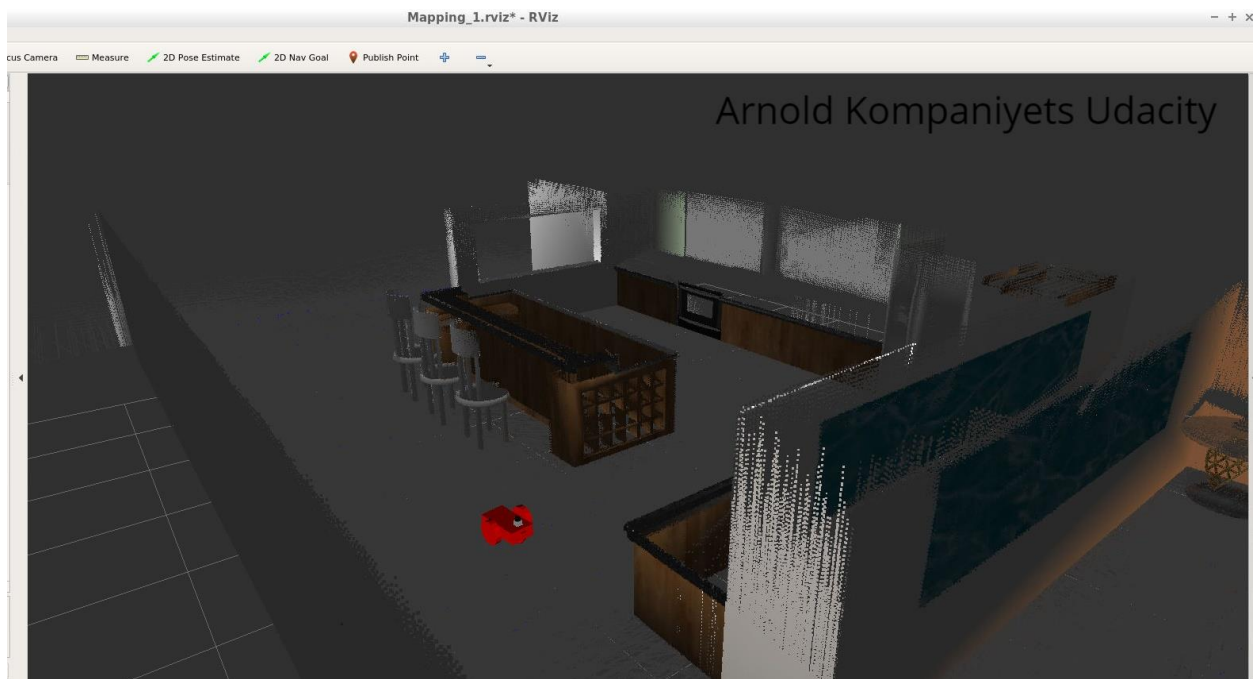 Mapping_1.rviz* - RViz
cus Camera Measure 2D Pose Estimate 2D Nav Goal Publish Point
Arnold Kompaniyets Udacity